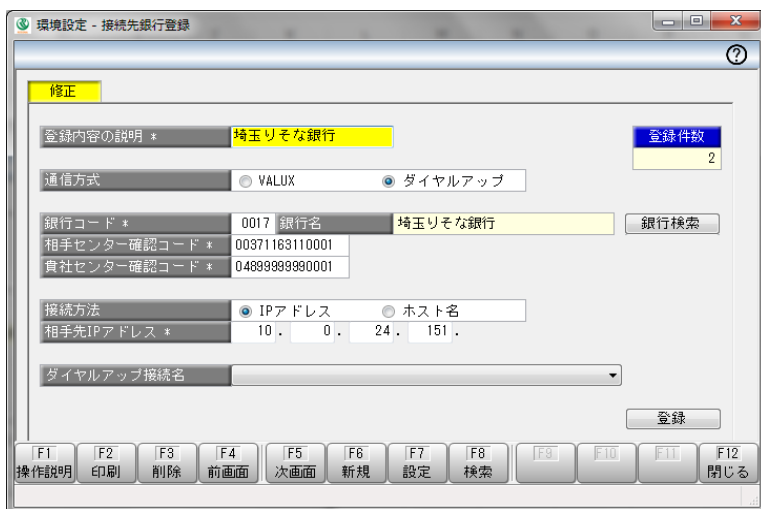 環境設定 - 接続先銀行登録
修正
登録内容の説明 * 埼玉りそな銀行 登録件数
2
通信方式 VALUX ダイヤルアップ
銀行コード * 0017 銀行名 埼玉りそな銀行 銀行検索
相手センター確認コード * 00371163110001
貴社センター確認コード * 04899999990001
接続方法 IPアドレス ホスト名
相手先IPアドレス * 10 . 0 . 24 . 151 .
ダイヤルアップ接続名
登録
F1 F2 F3 F4 F5 F6 F7 F8 F9 F10 F11 F12
操作説明 印刷 削除 前画面 次画面 新規 設定 検索 閉じる